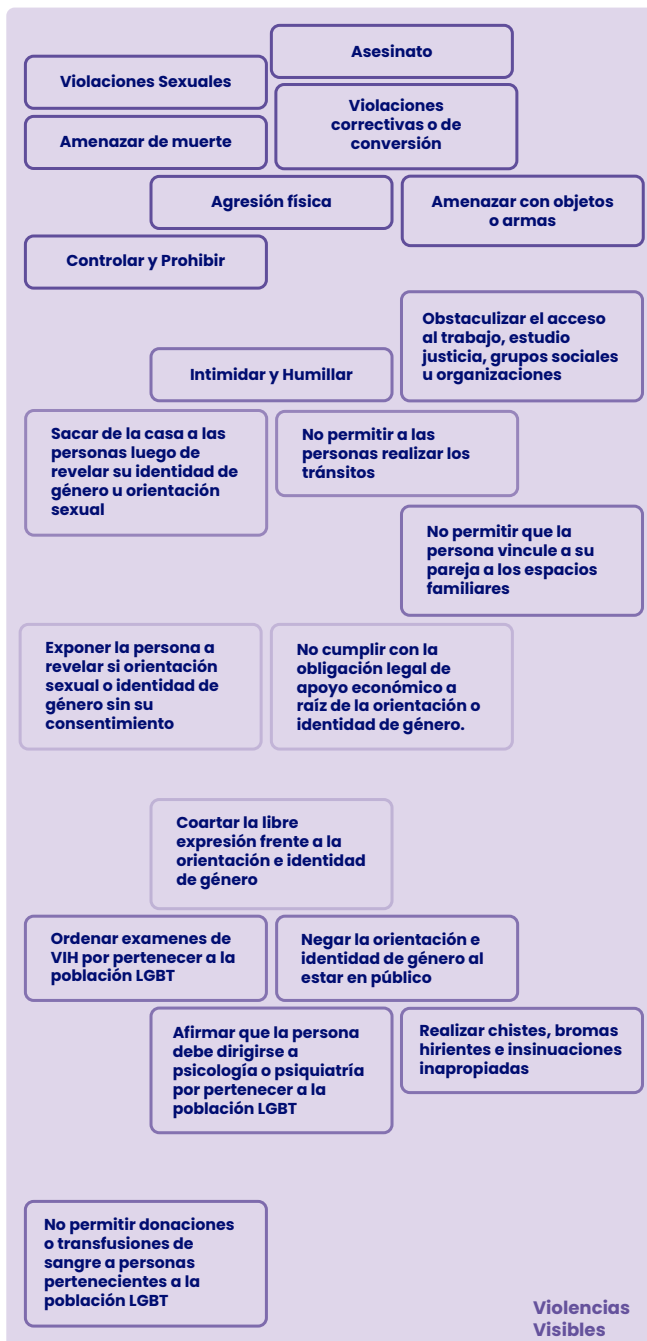 Asesinato
Violaciones Sexuales
Violaciones
correctivas o de
conversión
Amenazar de muerte
Agresión física
Amenazar con objetos
o armas
Controlar y Prohibir
Obstaculizar el acceso
al trabajo, estudio
justicia, grupos sociales
u organizaciones
Intimidar y Humillar
Sacar de la casa a las
personas luego de
revelar su identidad de
género u orientación
sexual
No permitir a las
personas realizar los
tránsitos
No permitir que la
persona vincule a su
pareja a los espacios
familiares
Exponer la persona a
revelar si orientación
sexual o identidad de
género sin su
consentimiento
No cumplir con la
obligación legal de
apoyo económico a
raíz de la orientación o
identidad de género.
Coartar la libre
expresión frente a la
orientación e identidad
de género
Ordenar examenes de
VIH por pertenecer a la
población LGBT
Negar la orientación e
identidad de género al
estar en público
Afirmar que la persona
debe dirigirse a
psicología o psiquiatría
por pertenecer a la
población LGBT
Realizar chistes, bromas
hirientes e insinuaciones
inapropiadas
No permitir donaciones
o transfusiones de
sangre a personas
pertenecientes a la
población LGBT
Violencias
Visibles